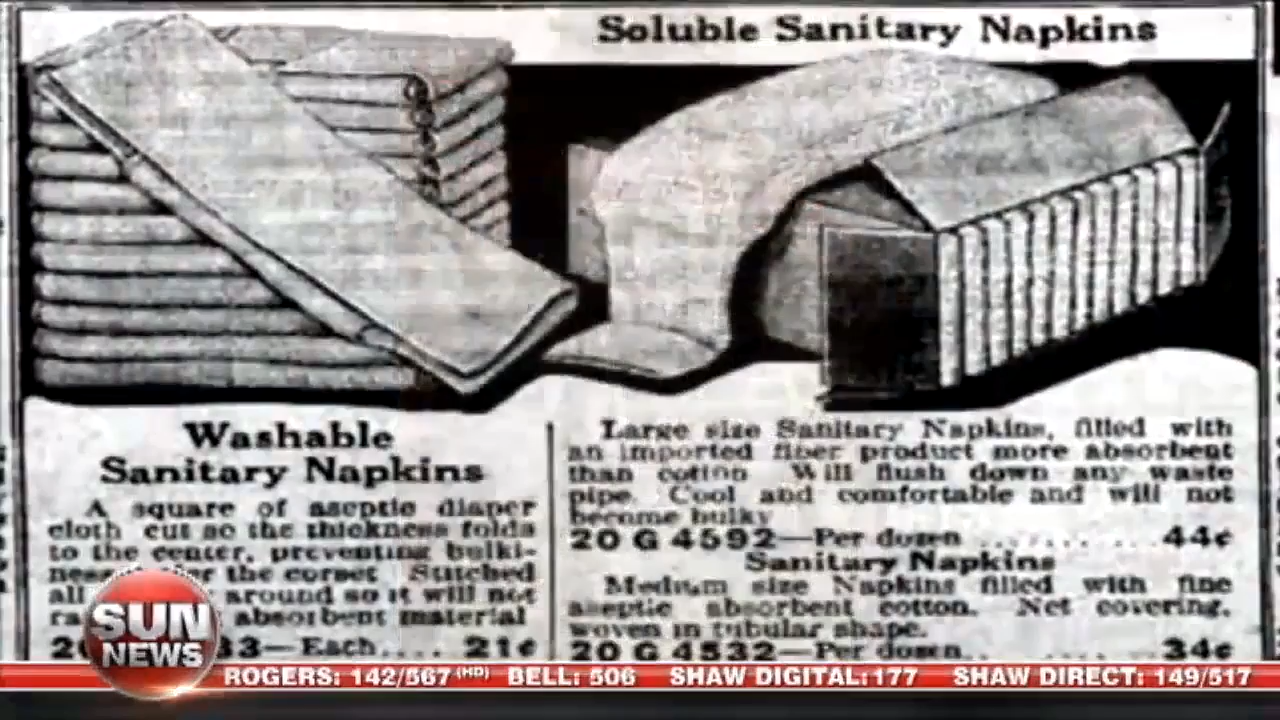 Soluble Sanitary Napkins
Washable
Sanitary Napkins
A square of aseptic diaper
cloth cut so the thickness folds
to the center, preventing bulki-
the corset Stitched
all around so it will not
absorbent material
33—Each.... 21¢
Large size Sanitary Napkins, filled with
an imported fiber product more absorbent
than cotton Will flush down any waste
pipe. Cool and comfortable and will not
become bulky
20 G 4592—Per dozen .......... 44¢
Sanitary Napkins
Medium size Napkins filled with fine
aseptic absorbent cotton. Net covering,
woven in tubular shape.
20 G 4532—Per dozen.. 34¢
SUN
NEWS
ROGERS: 142/567 (HD) BELL: 506 SHAW DIGITAL:177 SHAW DIRECT: 149/517